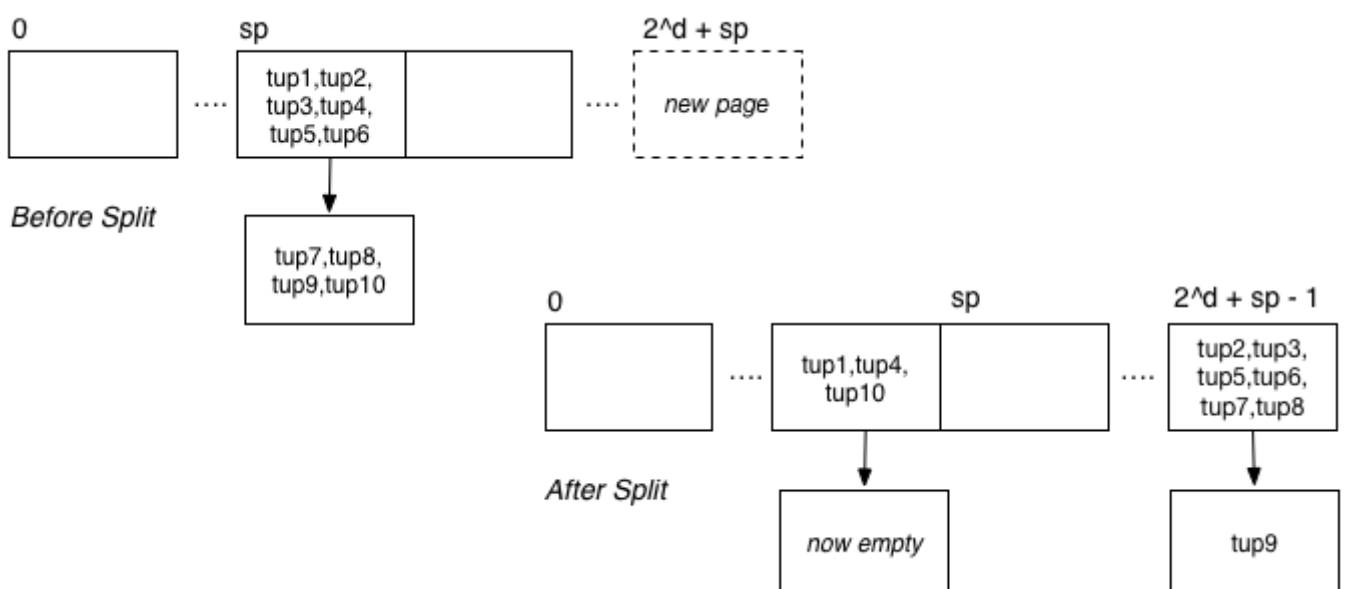 0
sp
2^d + sp
tup1,tup2,
tup3,tup4,
tup5,tup6
....
....
new page
Before Split
tup7,tup8,
tup9,tup10
0
sp
2^d + sp - 1
....
tup1,tup4,
tup10
....
tup2,tup3,
tup5,tup6,
tup7,tup8
After Split
now empty
tup9